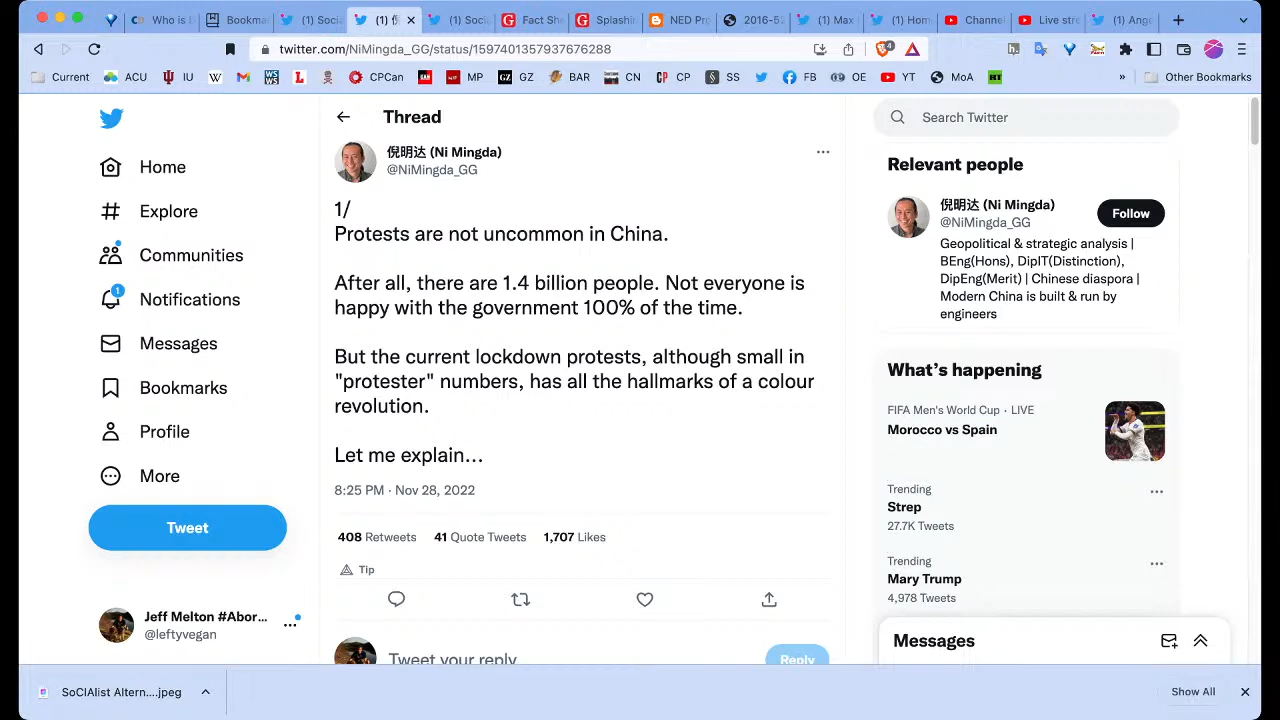 Who is I
Bookmar
(1) Socia
(1) 倪
(1) Socia
Fact She
Splashin
NED Pro
2016-52
(1) Max
(1) Hom
Channel
Live stre
(1) Ange
twitter.com/NiMingda_GG/status/1597401357937676288
4
Current
ACU
IU
CPCan
MP
GZ
BAR
CN
CP
SS
FB
OE
YT
MoA
RT
»
Other Bookmarks
Home
Explore
Communities
1
Notifications
Messages
Bookmarks
Profile
More
Tweet
Jeff Melton #Abor...
@leftyvegan
Thread
倪明达 (Ni Mingda)
@NiMingda_GG
1/
Protests are not uncommon in China.
After all, there are 1.4 billion people. Not everyone is
happy with the government 100% of the time.
But the current lockdown protests, although small in
"protester" numbers, has all the hallmarks of a colour
revolution.
Let me explain...
8:25 PM · Nov 28, 2022
408 Retweets 41 Quote Tweets 1,707 Likes
Tip
Tweet your reply
Reply
Search Twitter
Relevant people
倪明达 (Ni Mingda)
@NiMingda_GG
Follow
Geopolitical & strategic analysis |
BEng(Hons), DipIT(Distinction),
DipEng(Merit) | Chinese diaspora |
Modern China is built & run by
engineers
What's happening
FIFA Men's World Cup · LIVE
Morocco vs Spain
Trending
Strep
27.7K Tweets
Trending
Mary Trump
4,978 Tweets
Messages
SoCIAlist Altern....jpeg
Show All